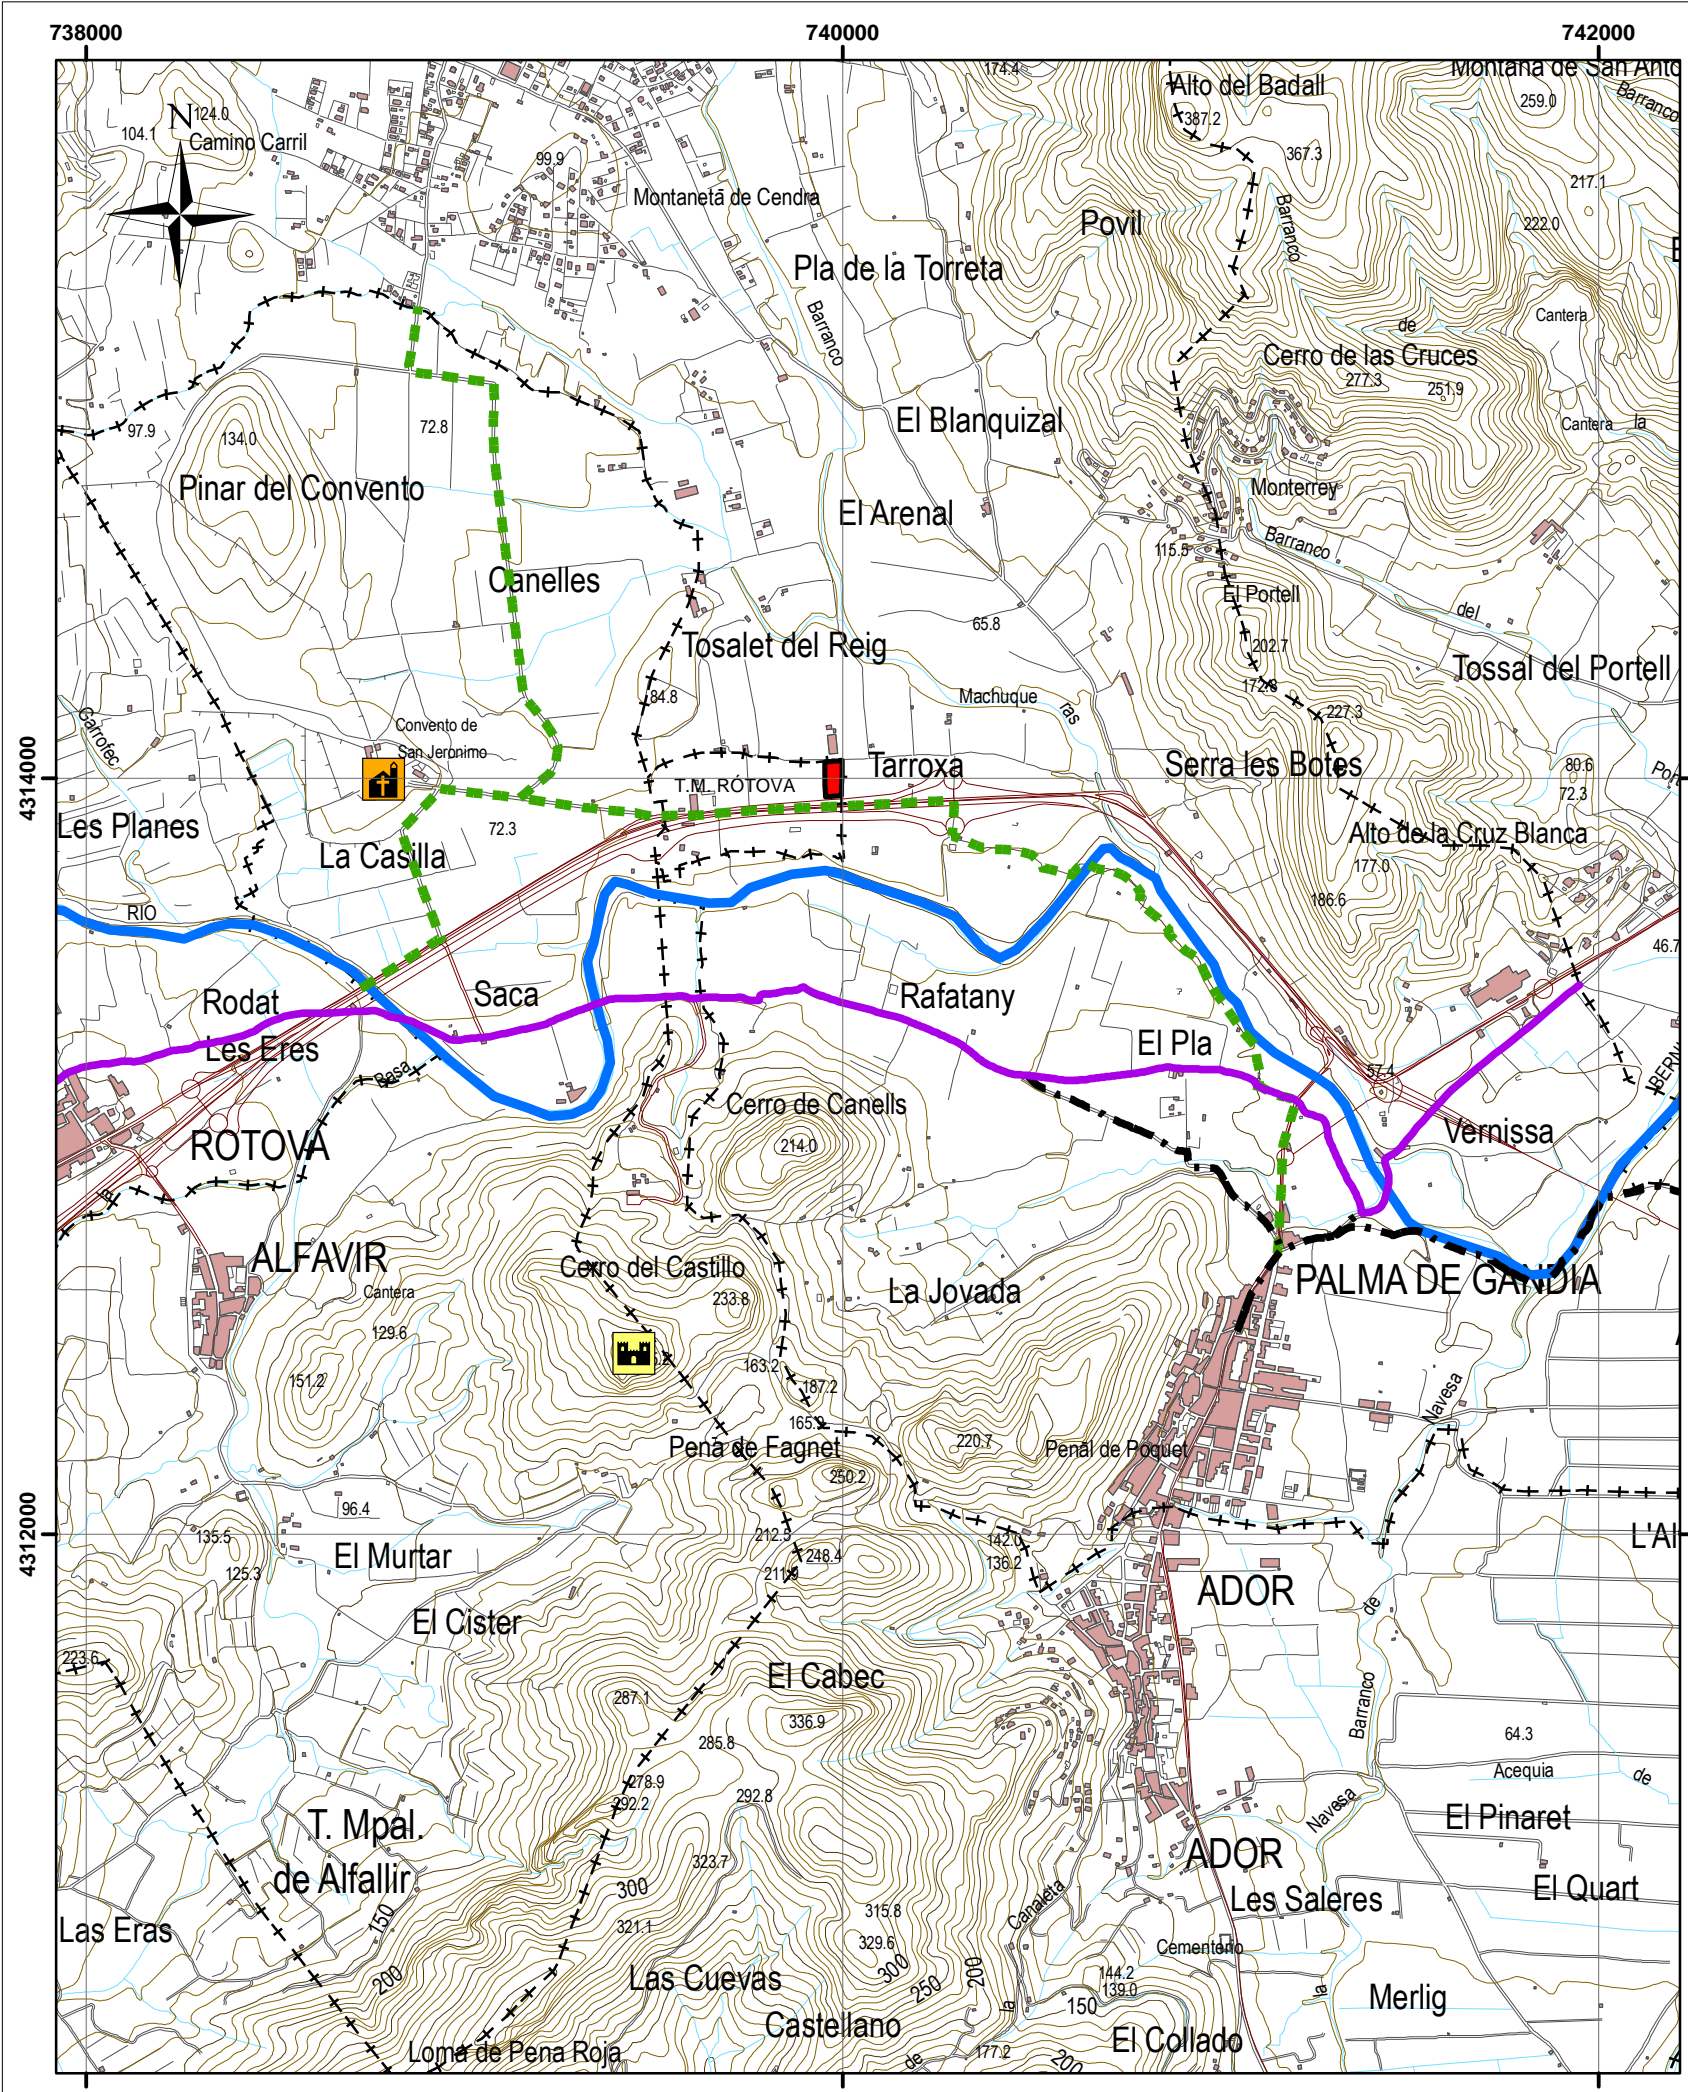 738000
740000
742000
174.4
Alto del Badall
Montana de San Anto
N
124.0
104.1
Camino Carril
387.2
259.0
Barranco
99.9
367.3
Montanetā de Cendra
217.1
Povil
Barranco
222.0
Pla de la Torreta
Barranco
Cantera
de
Cerro de las Cruces
277.3
251.9
97.9
134.0
72.8
El Blanquizal
Cantera
la
Pinar del Convento
Monterrey
El Arenal
Barranco
115.5
Canelles
El Portell
del
65.8
Tosalet del Reig
202.7
Tossal del Portell
84.8
172.8
Machuque
ras
Garrofec
Convento de
San Jeronimo
227.3
4314000
T.M. RÓTOVA
Tarroxa
Serra les Botes
80.6
72.3
Les Planes
72.3
La Casilla
Alto de la Cruz Blanca
177.0
186.6
RIO
46.7
Rodat
Saca
Rafatany
Les Eres
El Pla
Basa
57.4
BERN
Cerro de Canells
214.0
ROTOVA
Vernissa
la
ALFAVIR
Cerro del Castillo
Cantera
233.8
La Jovada
PALMA DE GANDIA
129.6
151.2
163.2
187.2
165.9
Navesa
Pena de Fagnet
220.7
Penāl de Poquet
250.2
96.4
4312000
135.5
212.5
142.0
L'Al
El Murtar
248.4
136.2
125.3
211.9
ADOR
El Cister
de
223.6
El Cabec
287.1
336.9
285.8
Barranco
64.3
278.9
292.2
292.8
Acequia
de
T. Mpal.
de Alfallir
Navesa
El Pinaret
ADOR
323.7
300
El Quart
Les Saleres
Canaleta
150
315.8
321.1
Las Eras
329.6
Cementerio
200
Las Cuevas
300
250
200
144.2
139.0
la
150
la
Merlig
Castellano
El Collado
Loma de Pena Roja
de
177.2
200